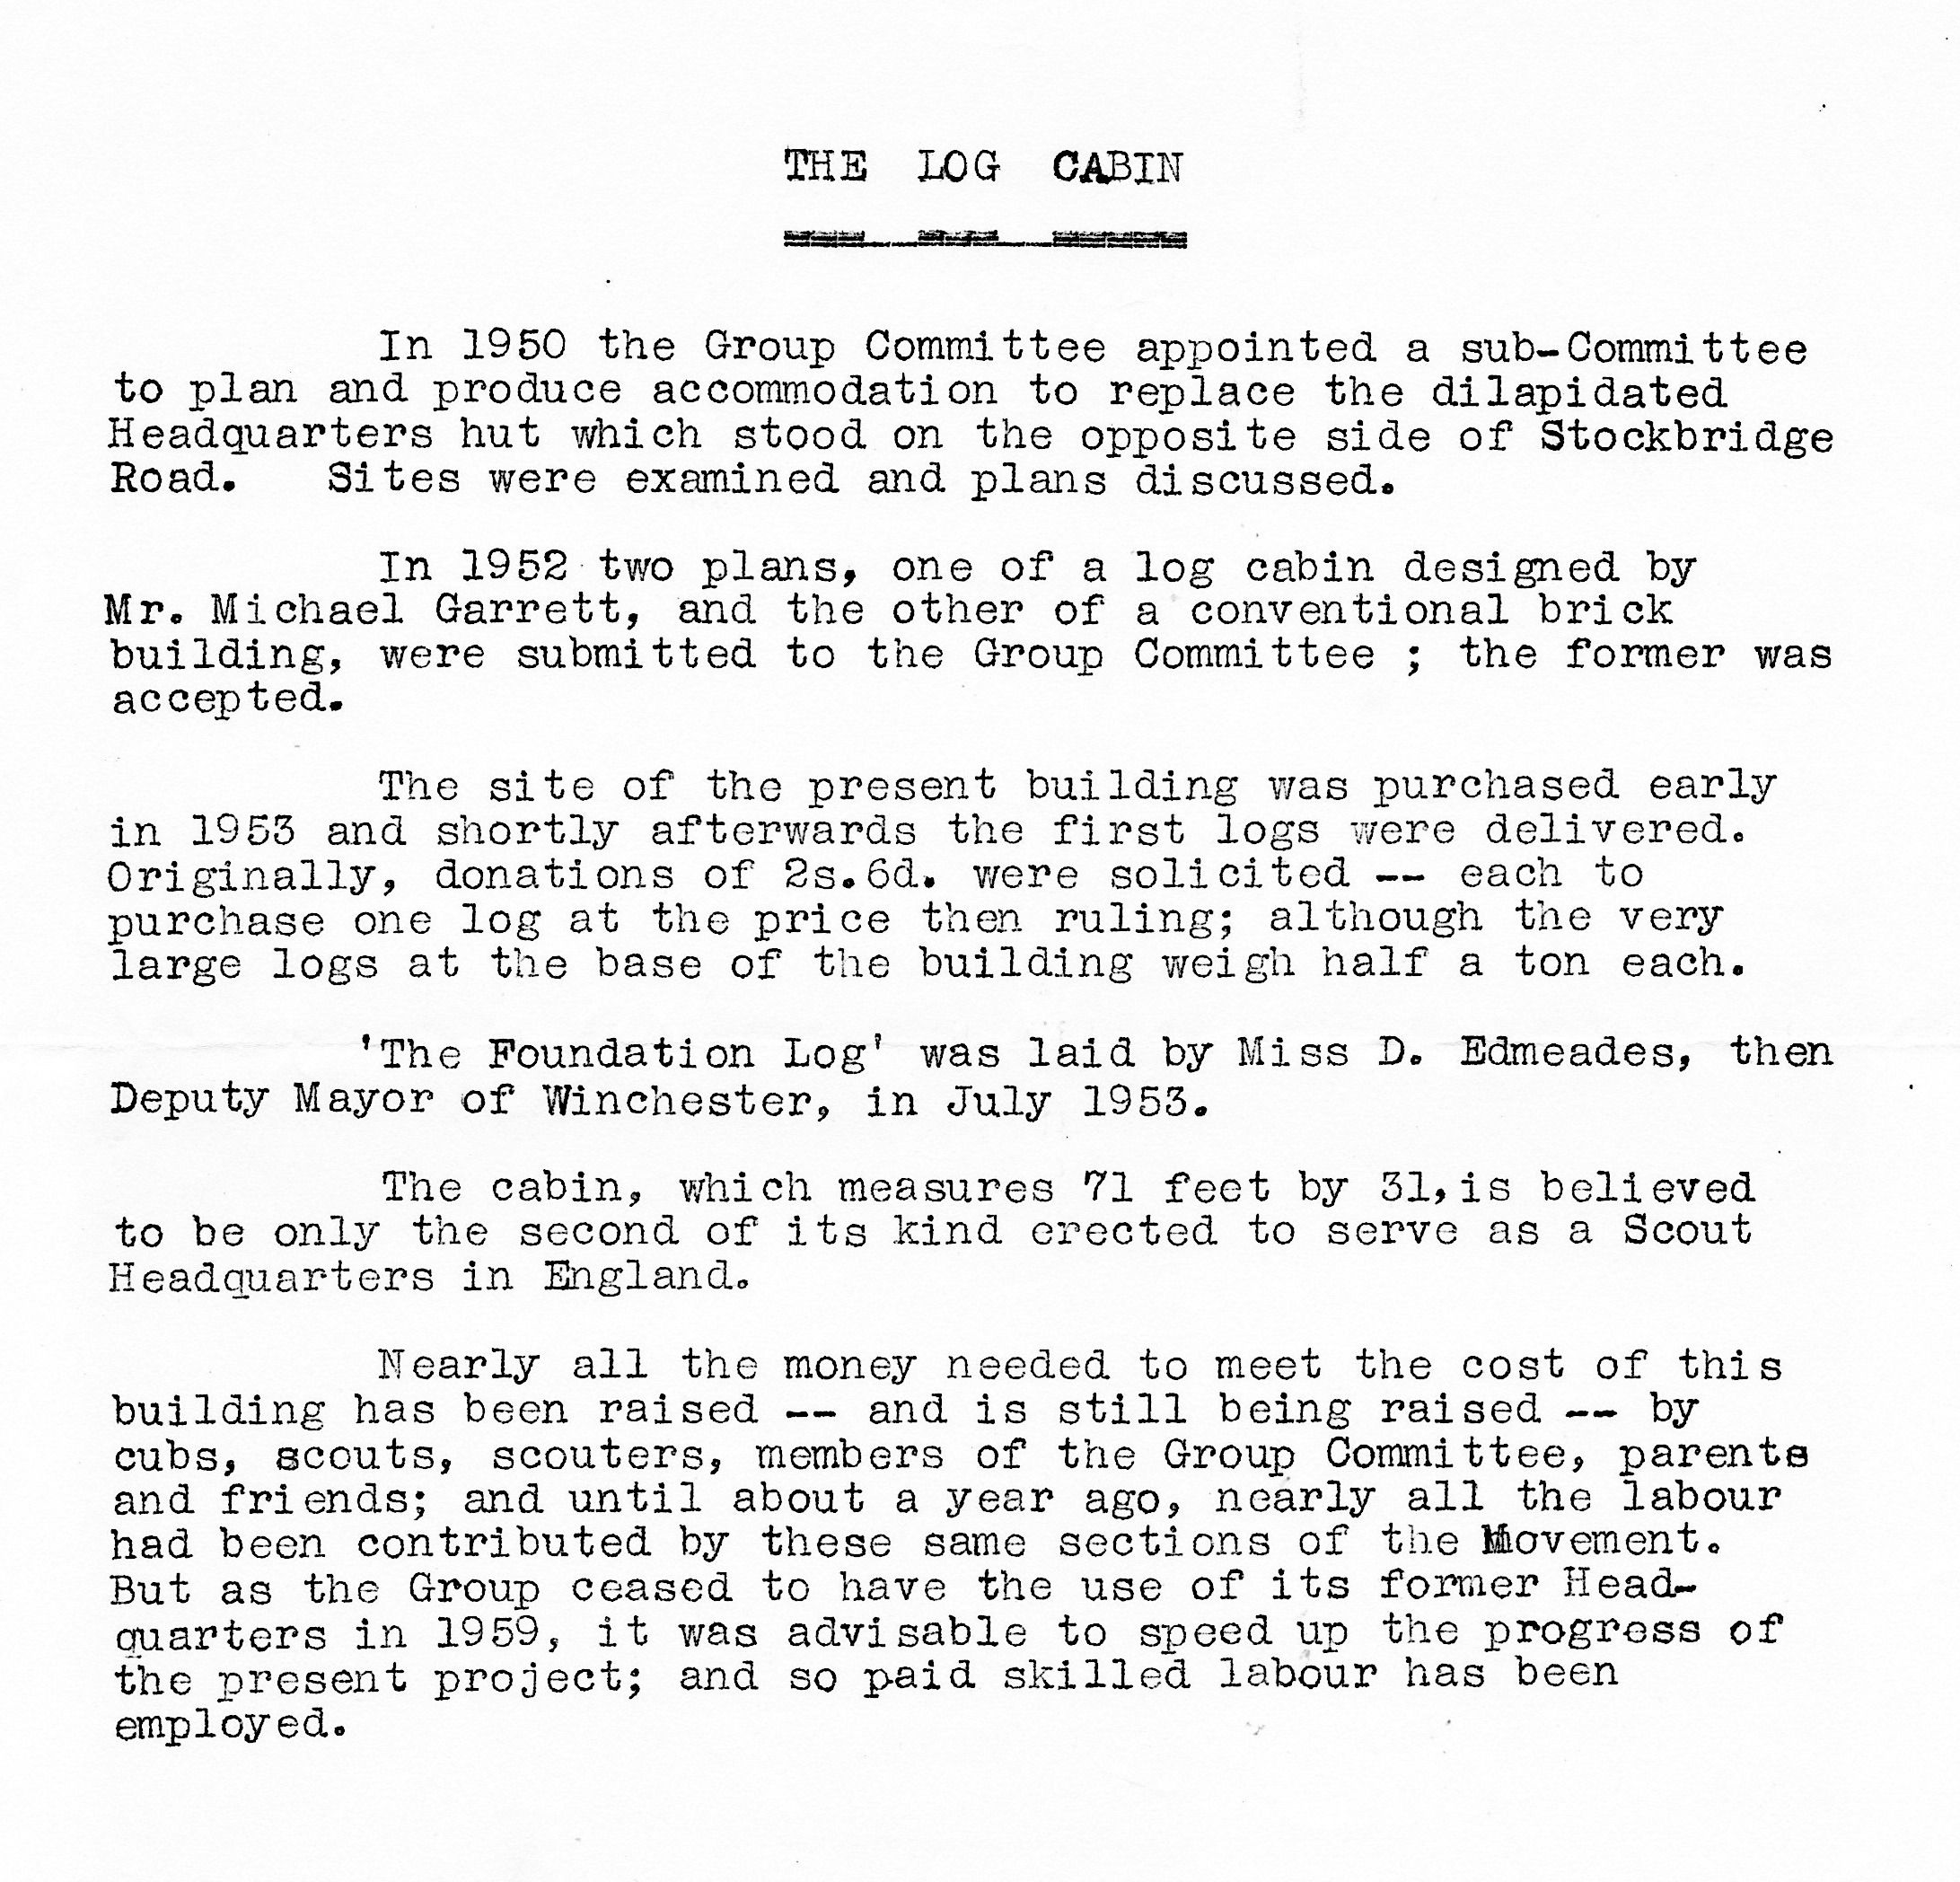 THE LOG CABIN
In 1950 the Group Committee appointed a sub-Committee
to plan and produce accommodation to replace the dilapidated
Headquarters hut which stood on the opposite side of Stockbridge
Road. Sites were examined and plans discussed.
In 1952 two plans, one of a log cabin designed by
Mr. Michael Garrett, and the other of a conventional brick
building, were submitted to the Group Committee ; the former was
accepted.
The site of the present building was purchased early
in 1953 and shortly afterwards the first logs were delivered.
Originally, donations of 2s.6d. were solicited -- each to
purchase one log at the price then ruling; although the very
large logs at the base of the building weigh half a ton each.
'The Foundation Log' was laid by Miss D. Edmeades, then
Deputy Mayor of Winchester, in July 1953.
The cabin, which measures 71 feet by 31,is believed
to be only the second of its kind erected to serve as a Scout
Headquarters in England.
Nearly all the money needed to meet the cost of this
building has been raised -- and is still being raised -- by
cubs, scouts, scouters, members of the Group Committee, parents
and friends; and until about a year ago, nearly all the labour
had been contributed by these same sections of the Movement.
But as the Group ceased to have the use of its former Head-
quarters in 1959, it was advisable to speed up the progress of
the present project; and so paid skilled labour has been
employed.